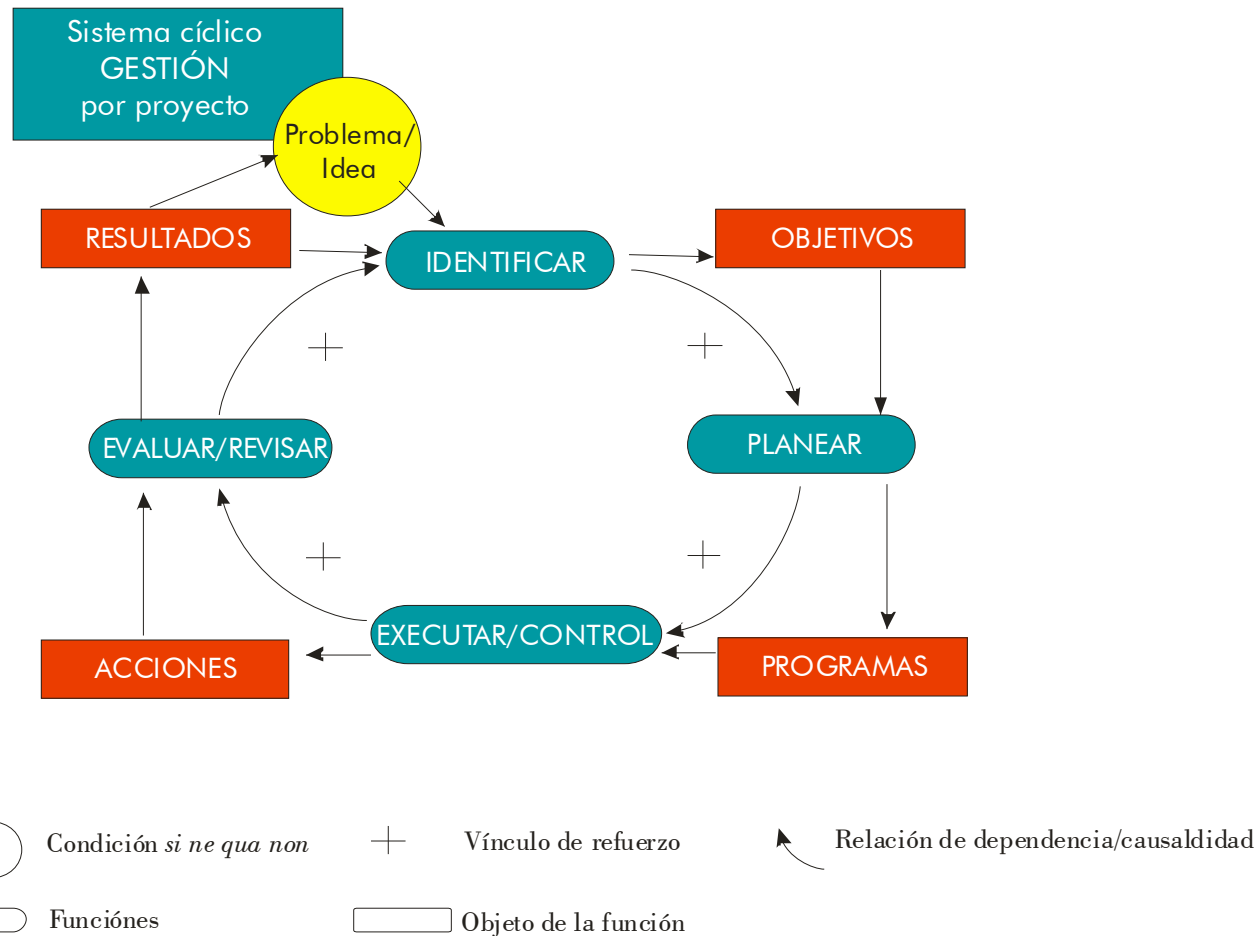 Sistema cíclico
GESTIÓN
por proyecto
Problema/
Idea
RESULTADOS
IDENTIFICAR
OBJETIVOS
EVALUAR/REVISAR
PLANEAR
EXECUTAR/CONTROL
ACCIONES
PROGRAMAS
Condición si ne qua non
Vínculo de refuerzo
Relación de dependencia/causaldidad
Funciónes
Objeto de la función